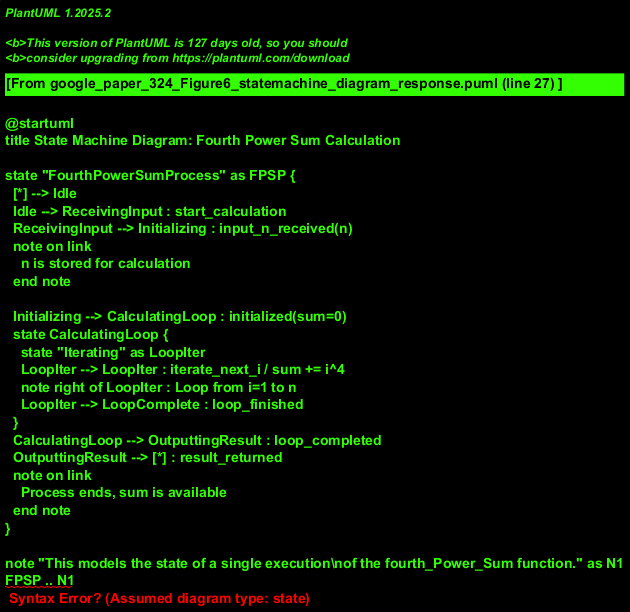 PlantUML 1.2025.2
<b>This version of PlantUML is 127 days old, so you should
<b>consider upgrading from https://plantuml.com/download
[From google_paper_324_Figure6_statemachine_diagram_response.puml (line 27) ]
@startuml
title State Machine Diagram: Fourth Power Sum Calculation
state "FourthPowerSumProcess" as FPSP {
[*] --> Idle
Idle --> ReceivingInput : start_calculation
ReceivingInput --> Initializing : input_n_received(n)
note on link
n is stored for calculation
end note
Initializing --> CalculatingLoop : initialized(sum=0)
state CalculatingLoop {
state "Iterating" as LoopIter
LoopIter --> LoopIter : iterate_next_i / sum += i^4
note right of LoopIter : Loop from i=1 to n
LoopIter --> LoopComplete : loop_finished
}
CalculatingLoop --> OutputtingResult : loop_completed
OutputtingResult --> [*] : result_returned
note on link
Process ends, sum is available
end note
}
note "This models the state of a single execution\nof the fourth_Power_Sum function." as N1
FPSP .. N1
Syntax Error? (Assumed diagram type: state)